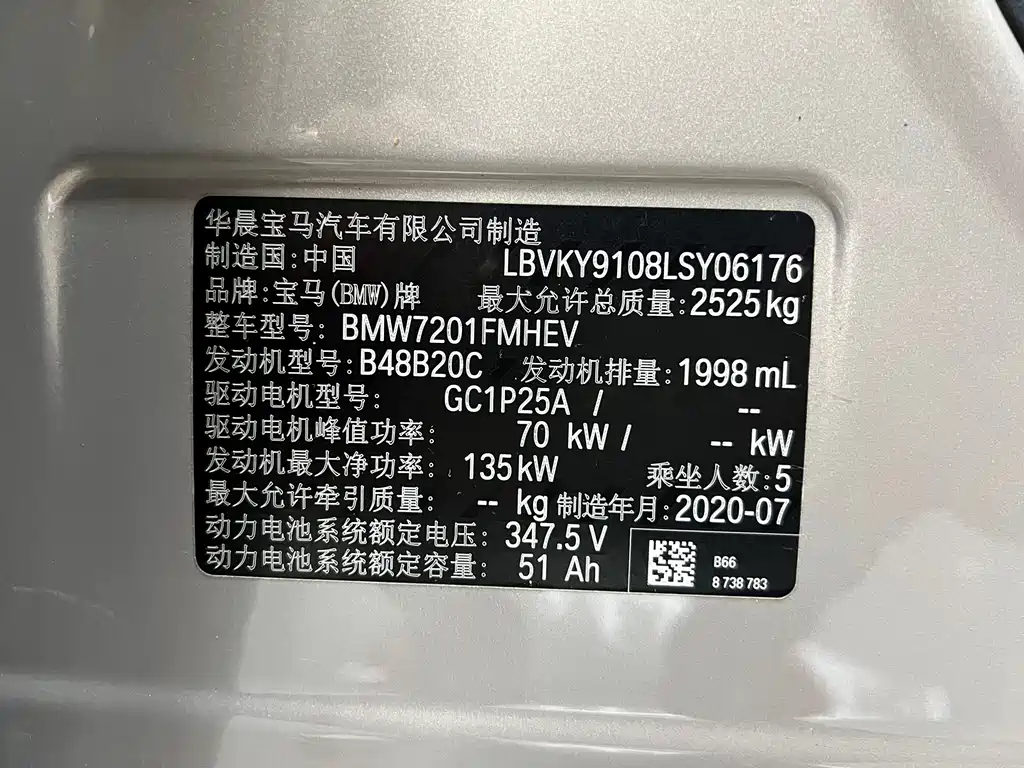 华晨宝马汽车有限公司制造
制造国:中国 LBVKY9108LSY06176
品牌:宝马(BMW)牌 最大允许总质量:2525kg
整车型号: BMW7201FMHEV
发动机型号:B48B20C 发动机排量:1998 mL
驱动电机型号: GC1P25A / --
驱动电机峰值功率: 70 kW / -- kW
发动机最大净功率: 135kW 乘坐人数:5
最大允许牵引质量: -- kg 制造年月:2020-07
动力电池系统额定电压: 347.5 V
动力电池系统额定容量: 51 Ah
B66
8 738 783